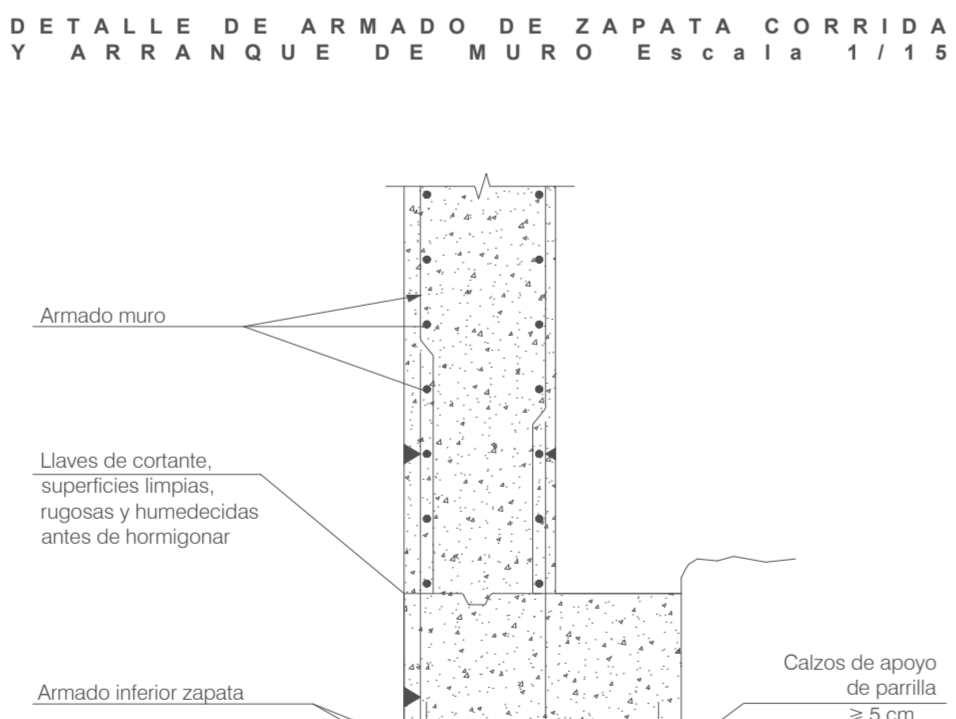 DETALLE DE ARMADO DE ZAPATA CORRIDA
Y ARRANQUE DE MURO Escala 1/15
Armado muro
Llaves de cortante,
superficies limpias,
rugosas y humedecidas
antes de hormigonar
Armado inferior zapata
Calzos de apoyo
de parrilla
≥ 5 cm